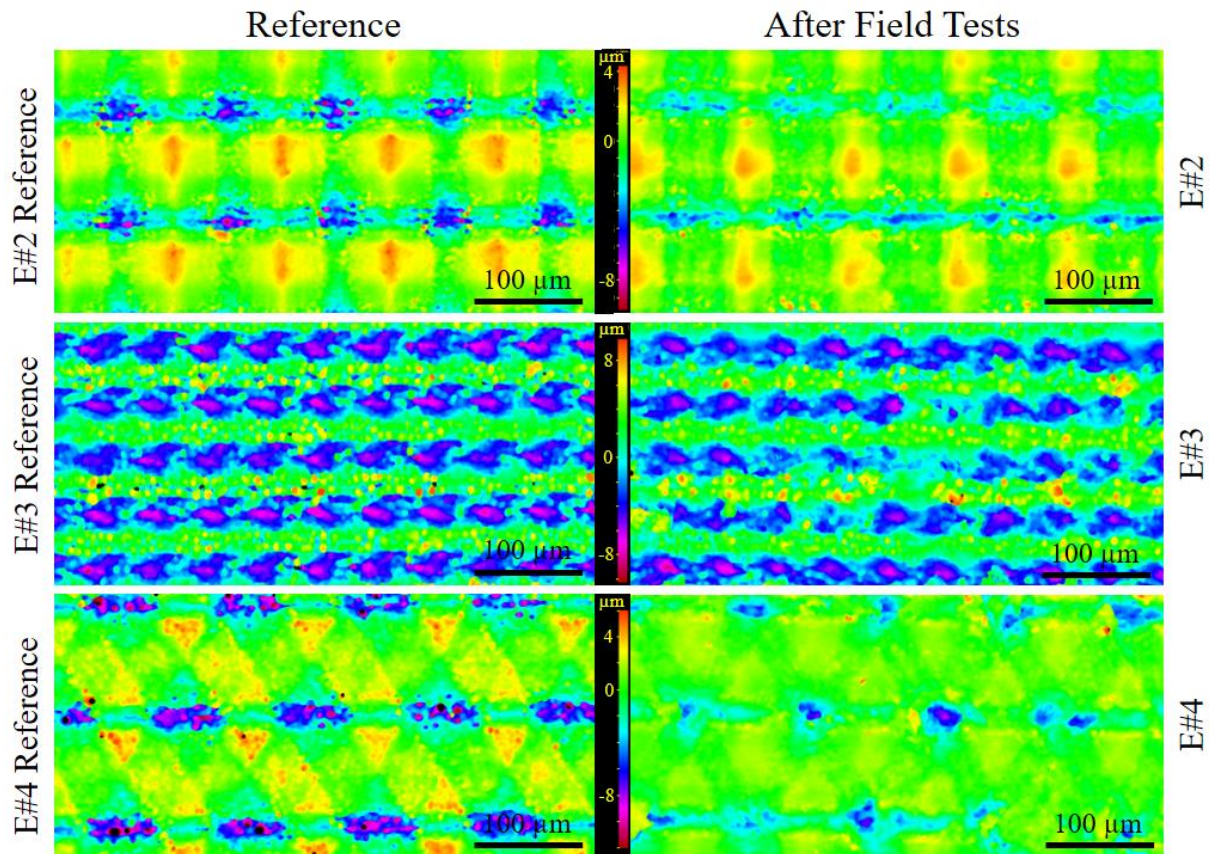 Reference
After Field Tests
E#2 Reference
µm
4
0
-8
100 µm
100 µm
E#2
E#3 Reference
µm
8
0
-8
100 µm
100 µm
E#3
E#4 Reference
µm
4
0
-8
100 µm
100 µm
E#4